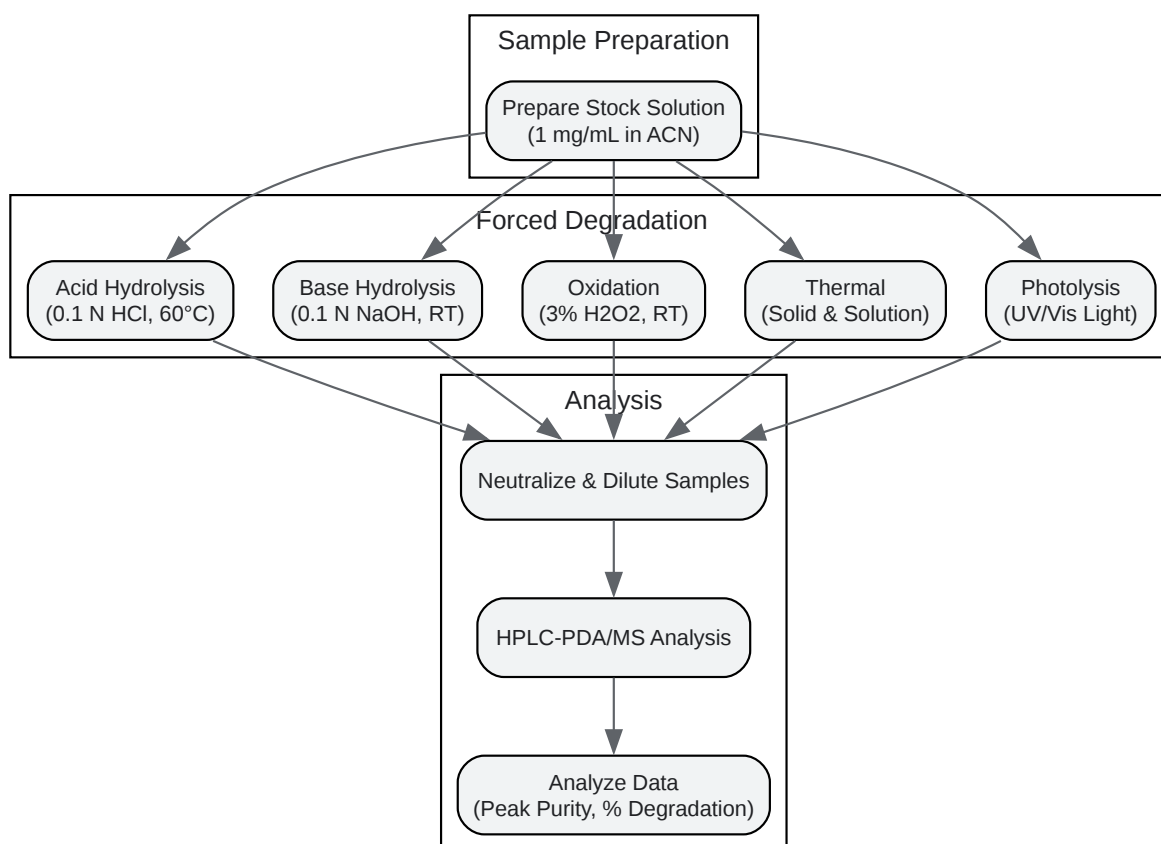 Sample Preparation
Prepare Stock Solution
(1 mg/mL in ACN)
Forced Degradation
Acid Hydrolysis
(0.1 N HCl, 60°C)
Base Hydrolysis
(0.1 N NaOH, RT)
Oxidation
(3% H2O2, RT)
Thermal
(Solid & Solution)
Photolysis
(UV/Vis Light)
Analysis
Neutralize & Dilute Samples
HPLC-PDA/MS Analysis
Analyze Data
(Peak Purity, % Degradation)